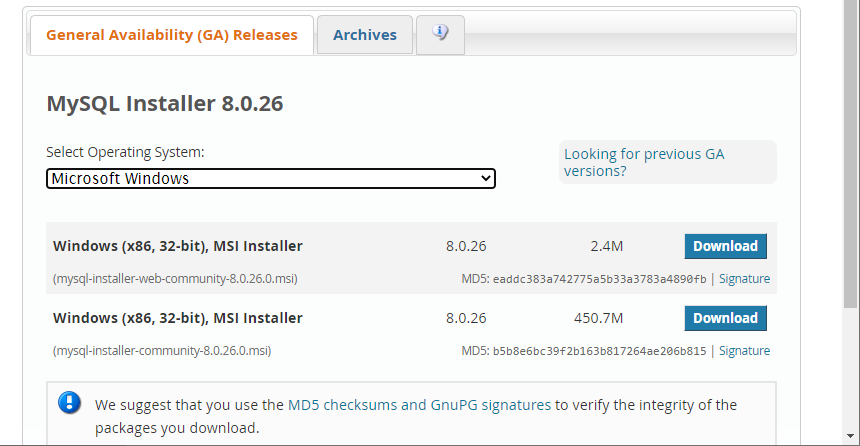 General Availability (GA) Releases
Archives
MySQL Installer 8.0.26
Select Operating System:
Looking for previous GA
versions?
Microsoft Windows
Windows (x86, 32-bit), MSI Installer 8.0.26 2.4M Download
(mysql-installer-web-community-8.0.26.0.msi) MD5: eaddc383a742775a5b33a3783a4890fb | Signature
Windows (x86, 32-bit), MSI Installer 8.0.26 450.7M Download
(mysql-installer-community-8.0.26.0.msi) MD5: b5b8e6bc39f2b163b817264ae206b815 | Signature
We suggest that you use the MD5 checksums and GnuPG signatures to verify the integrity of the
packages you download.